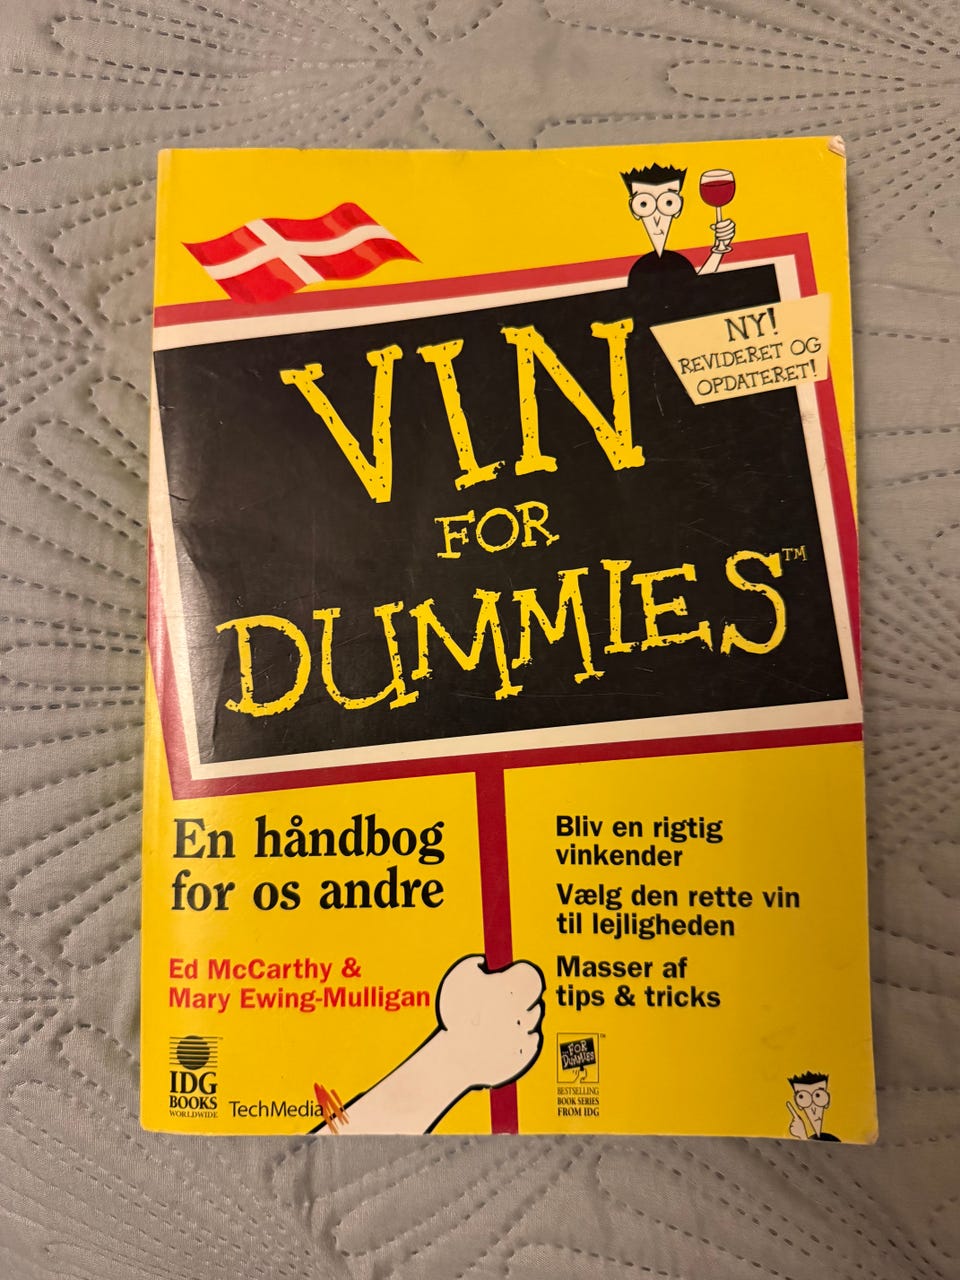 NY!
REVIDERET OG
OPDATERET!
VIN
FOR
DUMMIES™
En håndbog
for os andre
Ed McCarthy &
Mary Ewing-Mulligan
IDG
BOOKS
WORLDWIDE
TechMedia
Bliv en rigtig
vinkender
Vælg den rette vin
til lejligheden
Masser af
tips & tricks
...FOR
DUMMIES
™
BESTSELLING
BOOK SERIES
FROM IDG